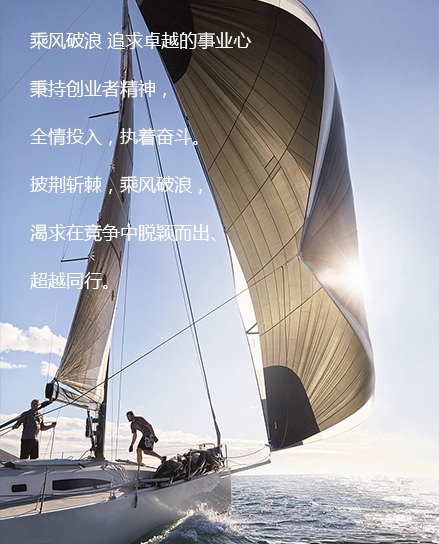 乘风破浪 追求卓越的事业心
秉持创业者精神，
全情投入，执着奋斗。
披荆斩棘，乘风破浪，
渴求在竞争中脱颖而出、
超越同行。